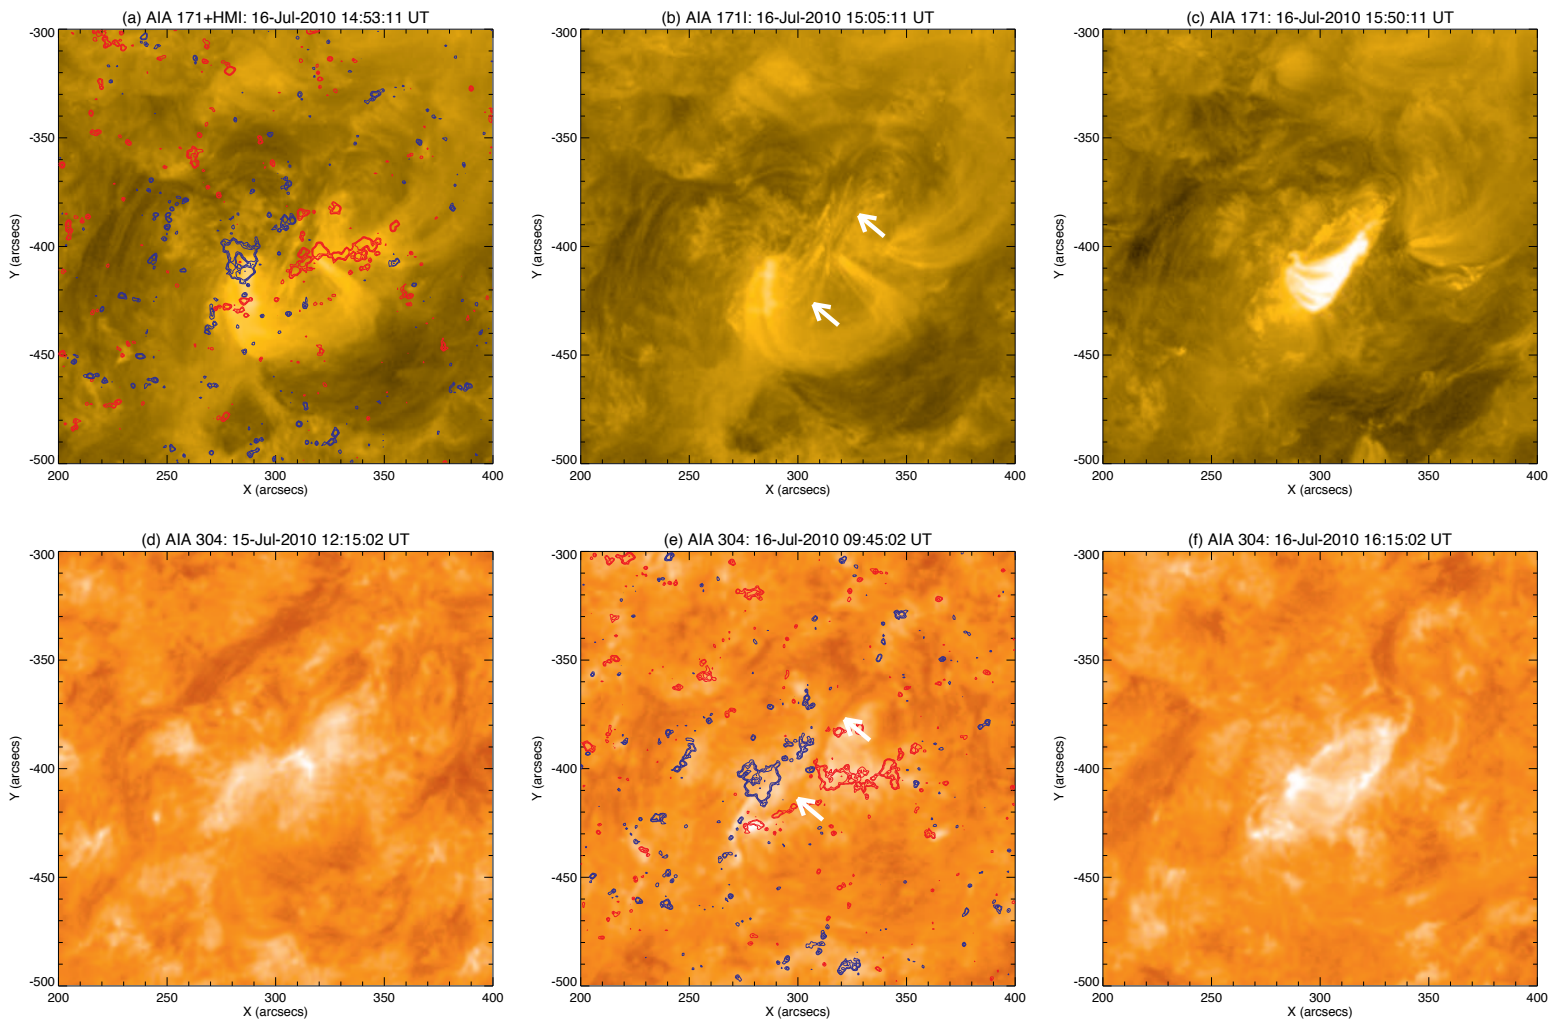 (a) AIA 171+HMI: 16-Jul-2010 14:53:11 UT
(b) AIA 171I: 16-Jul-2010 15:05:11 UT
(c) AIA 171: 16-Jul-2010 15:50:11 UT
-300
-350
-400
-450
-500
Y (arcsecs)
200 250 300 350 400
X (arcsecs)
-300
-350
-400
-450
-500
Y (arcsecs)
200 250 300 350 400
X (arcsecs)
-300
-350
-400
-450
-500
Y (arcsecs)
200 250 300 350 400
X (arcsecs)
(d) AIA 304: 15-Jul-2010 12:15:02 UT
(e) AIA 304: 16-Jul-2010 09:45:02 UT
(f) AIA 304: 16-Jul-2010 16:15:02 UT
-300
-350
-400
-450
-500
Y (arcsecs)
200 250 300 350 400
X (arcsecs)
-300
-350
-400
-450
-500
Y (arcsecs)
200 250 300 350 400
X (arcsecs)
-300
-350
-400
-450
-500
Y (arcsecs)
200 250 300 350 400
X (arcsecs)